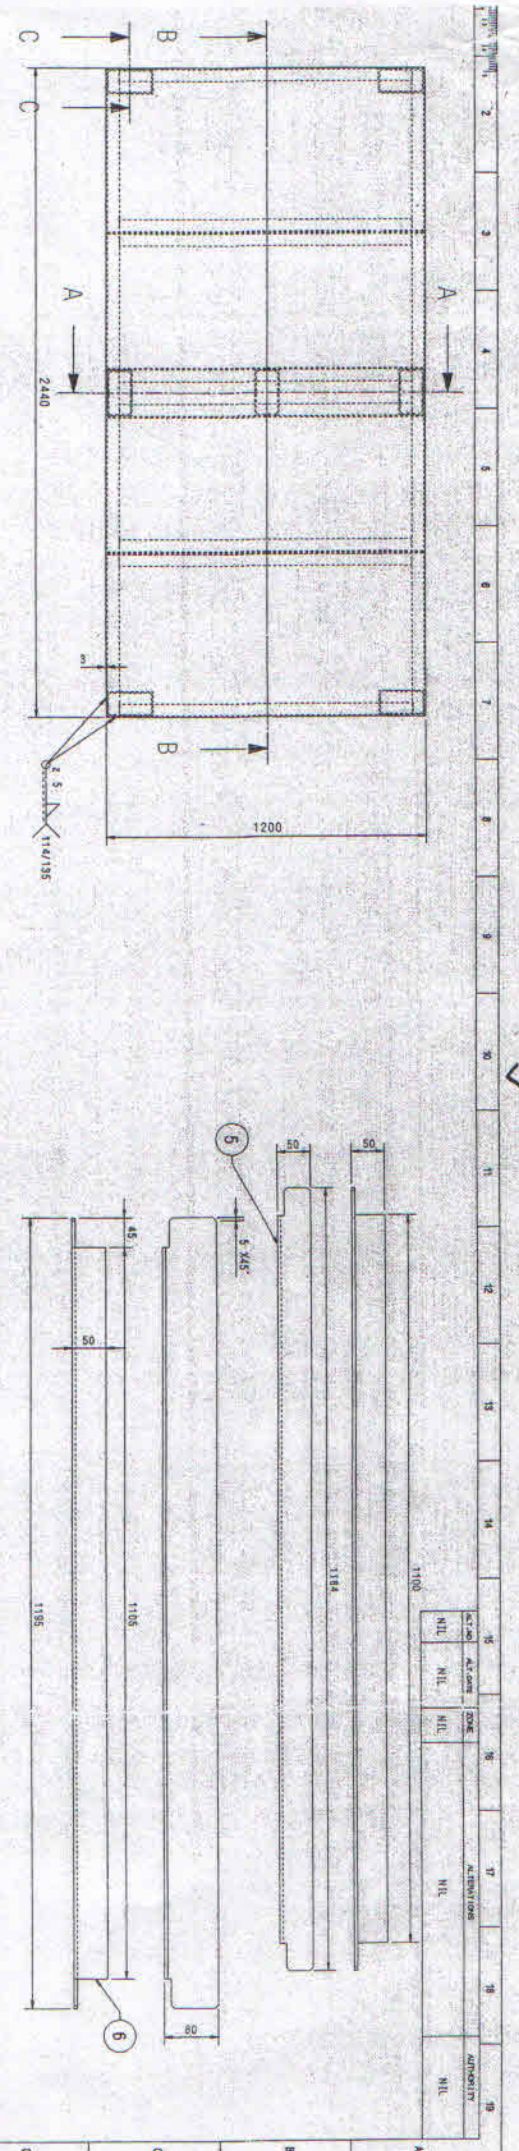 1 2 3 4 5 6 7 8 9 10 11 12 13 14 15 16 17 18 19
ALT.NO ALT.DATE ZONE ALTERATIONS AUTHORITY
NIL NIL NIL NIL NIL
A
B
C
D
C B B
C
A A
2440
1200
3
z 5 114/135
50 1100
50 1184
5
5 X45°
80
45 1105
50
6
1195